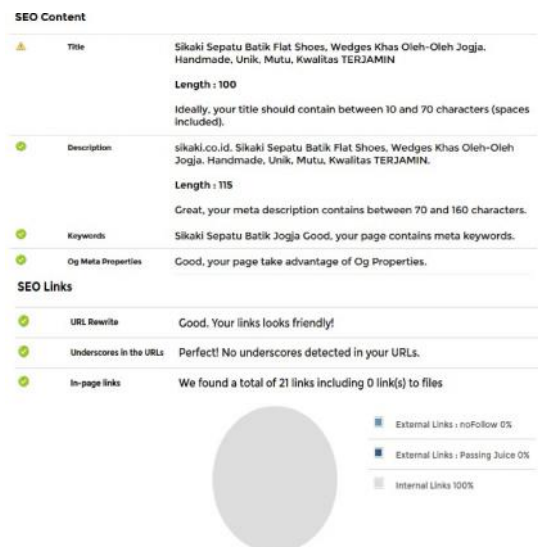 SEO Content
Title
Sikaki Sepatu Batik Flat Shoes, Wedges Khas Oleh-Oleh Jogja.
Handmade, Unik, Mutu, Kwalitas TERJAMIN
Length : 100
Ideally, your title should contain between 10 and 70 characters (spaces
included).
Description
sikaki.co.id. Sikaki Sepatu Batik Flat Shoes, Wedges Khas Oleh-Oleh
Jogja. Handmade, Unik, Mutu, Kwalitas TERJAMIN.
Length : 115
Great, your meta description contains between 70 and 160 characters.
Keywords
Sikaki Sepatu Batik Jogja Good, your page contains meta keywords.
Og Meta Properties
Good, your page take advantage of Og Properties.
SEO Links
URL Rewrite
Good. Your links looks friendly!
Underscores in the URLs
Perfect! No underscores detected in your URLs.
In-page links
We found a total of 21 links including 0 link(s) to files
External Links : noFollow 0%
External Links : Passing Juice 0%
Internal Links 100%